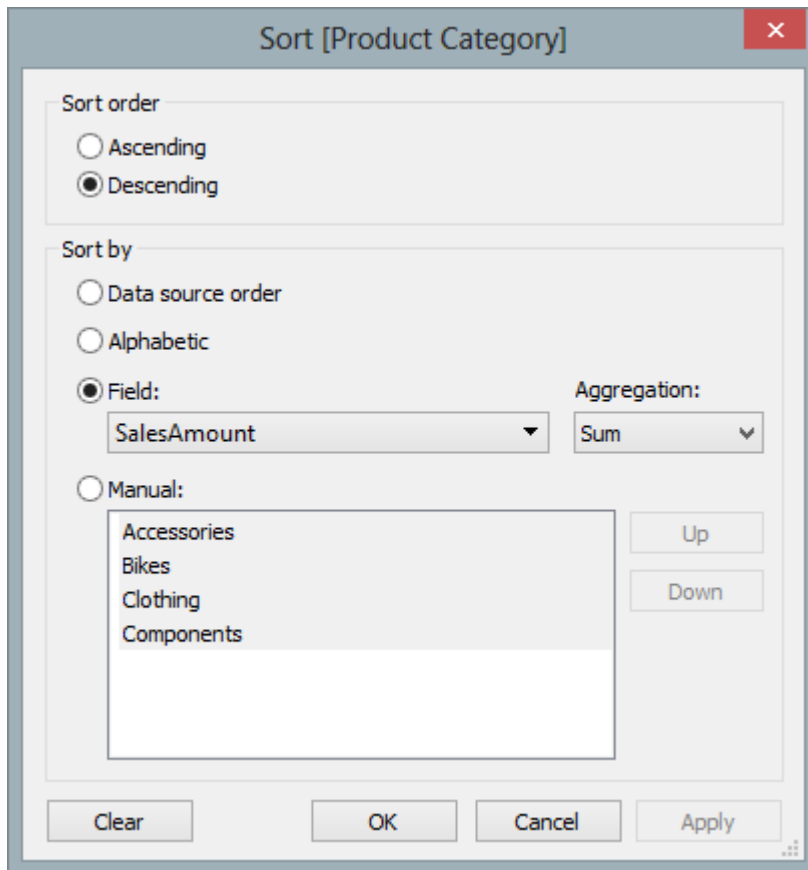 Sort [Product Category]
Sort order
Ascending
Descending
Sort by
Data source order
Alphabetic
Field: Aggregation:
SalesAmount Sum
Manual:
Accessories
Bikes
Clothing
Components
Up
Down
Clear OK Cancel Apply